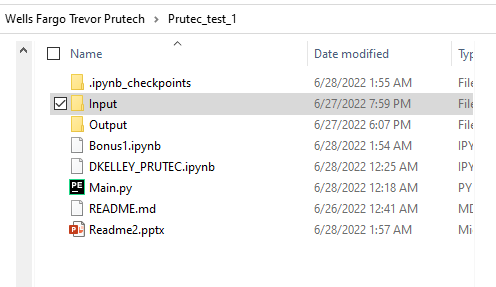 Wells Fargo Trevor Prutech > Prutec_test_1
Name Date modified Typ
.ipynb_checkpoints 6/28/2022 1:55 AM File
Input 6/27/2022 7:59 PM File
Output 6/27/2022 6:07 PM File
Bonus1.ipynb 6/28/2022 1:54 AM IPY
DKELLEY_PRUTEC.ipynb 6/28/2022 12:25 AM IPY
Main.py 6/28/2022 12:18 AM PY
README.md 6/26/2022 12:41 AM MD
Readme2.pptx 6/28/2022 1:57 AM Mic